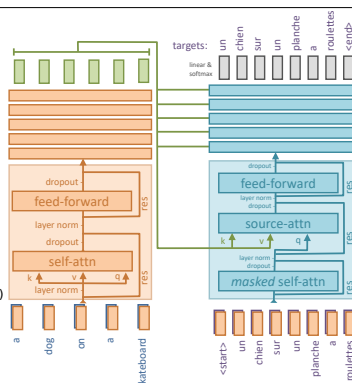 targets:
un
chien
sur
un
planche
a
roulettes
<end>
linear &
softmax
dropout
feed-forward
layer norm
dropout
self-attn
k
v
q
layer norm
res
res
a
dog
on
a
kateboard
)
dropout
feed-forward
layer norm
dropout
source-attn
k
v
q
layer norm
dropout
masked self-attn
res
res
<start>
un
chien
sur
un
planche
a
roulettes